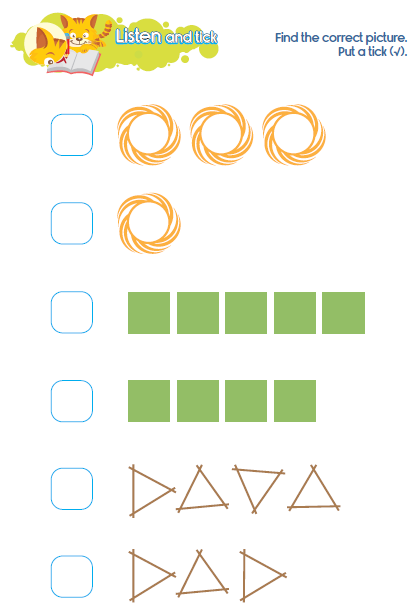 Listen and tick
Find the correct picture.
Put a tick (√).